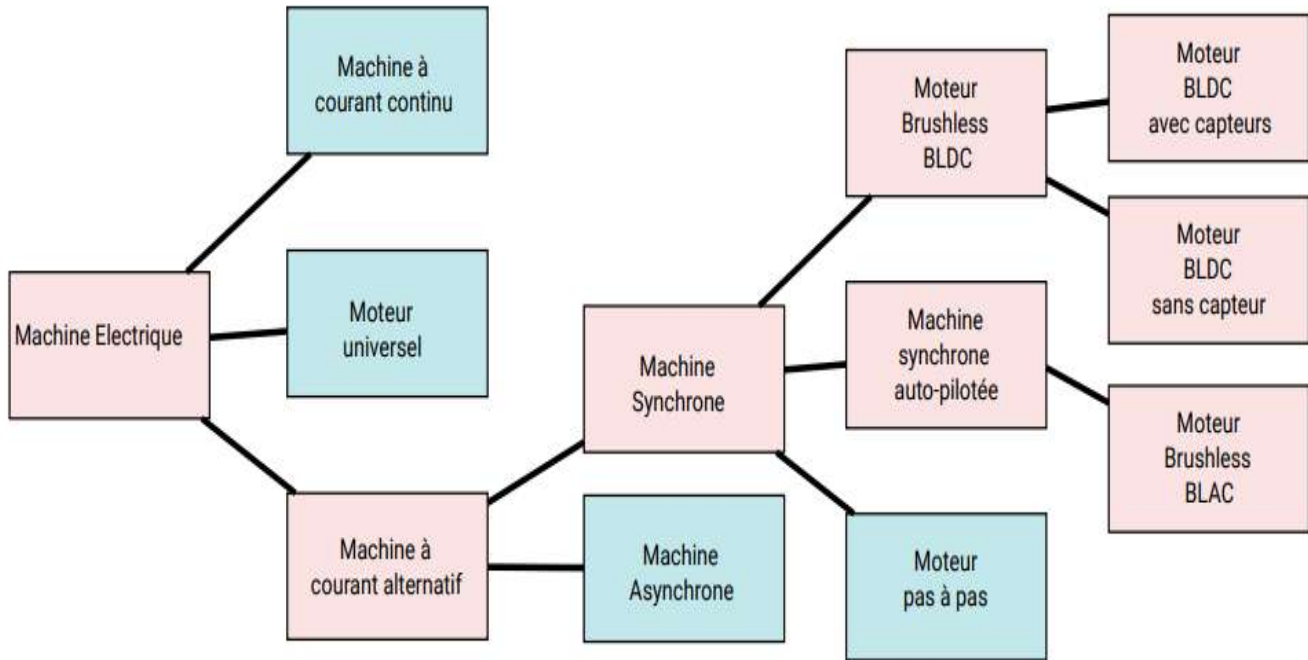 Machine à
courant continu
Moteur
Brushless
BLDC
Moteur
BLDC
avec capteurs
Moteur
BLDC
sans capteur
Machine Electrique
Moteur
universel
Machine
Synchrone
Machine
synchrone
auto-pilotée
Moteur
Brushless
BLAC
Machine à
courant alternatif
Machine
Asynchrone
Moteur
pas à pas